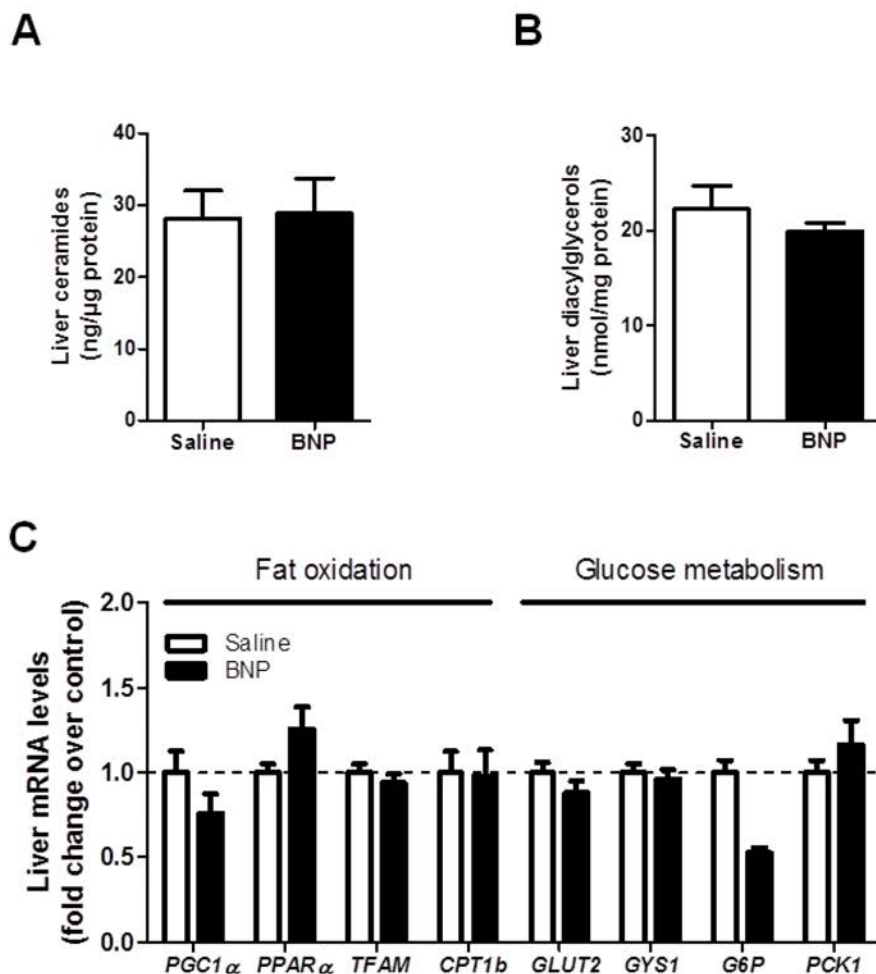 A
B
40
30
20
10
0
Liver ceramides
(ng/µg protein)
Saline BNP
30
20
10
0
Liver diacylglycerols
(nmol/mg protein)
Saline BNP
C
Fat oxidation Glucose metabolism
2.0
1.5
1.0
0.5
0.0
Liver mRNA levels
(fold change over control)
Saline
BNP
PGC1α PPARα TFAM CPT1b GLUT2 GYS1 G6P PCK1